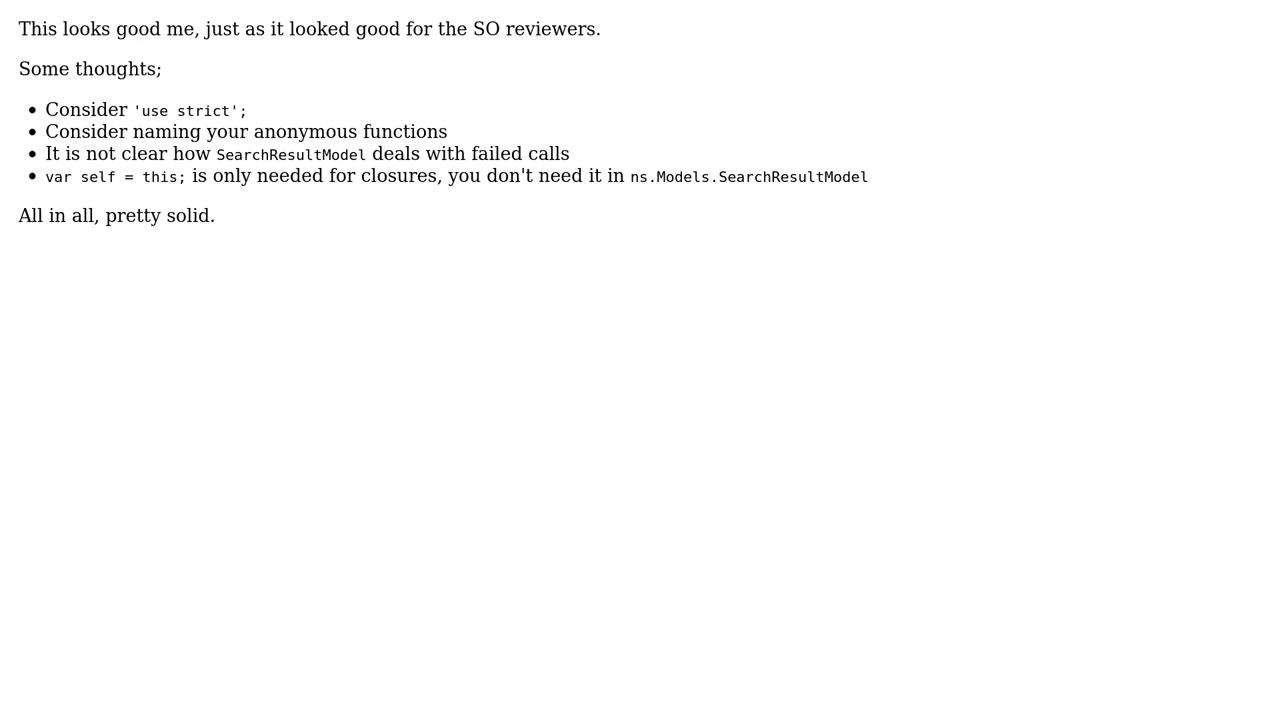 This looks good me, just as it looked good for the SO reviewers.
Some thoughts;
• Consider 'use strict';
• Consider naming your anonymous functions
• It is not clear how SearchResultModel deals with failed calls
• var self = this; is only needed for closures, you don't need it in ns.Models.SearchResultModel
All in all, pretty solid.